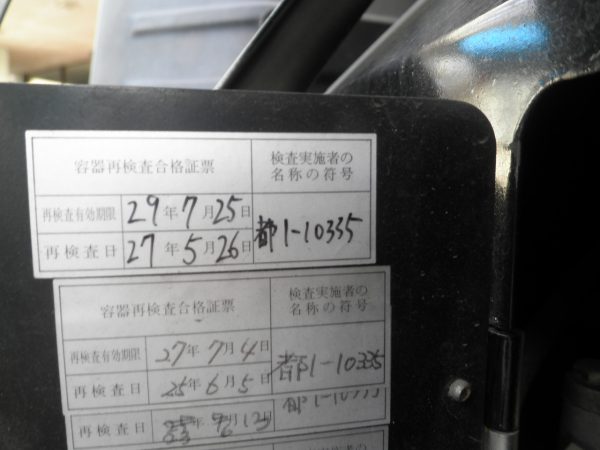 容器再検査合格証票
検査実施者の
名称の符号
再検査有効期限 29年7月25日
再検査日 27年5月26日
都1-10335
容器再検査合格証票
検査実施者の
名称の符号
再検査有効期限 27年7月4日
再検査日 25年6月5日
都1-10335
再検査日